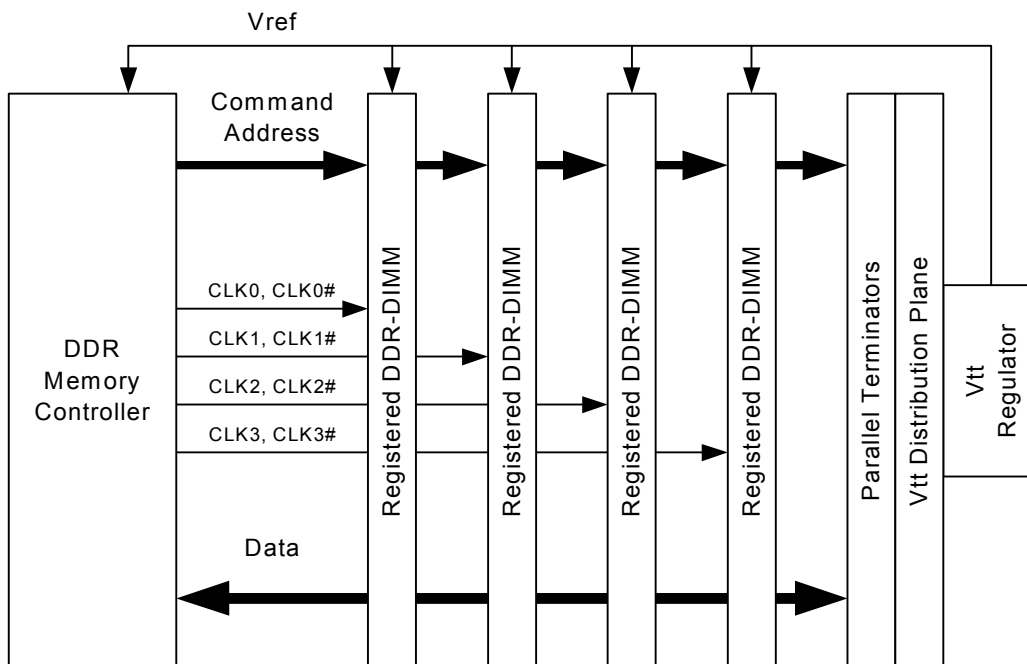 Vref
Command
Address
CLK0, CLK0#
CLK1, CLK1#
CLK2, CLK2#
CLK3, CLK3#
DDR
Memory
Controller
Data
Registered DDR-DIMM
Registered DDR-DIMM
Registered DDR-DIMM
Registered DDR-DIMM
Parallel Terminators
Vtt Distribution Plane
Vtt
Regulator